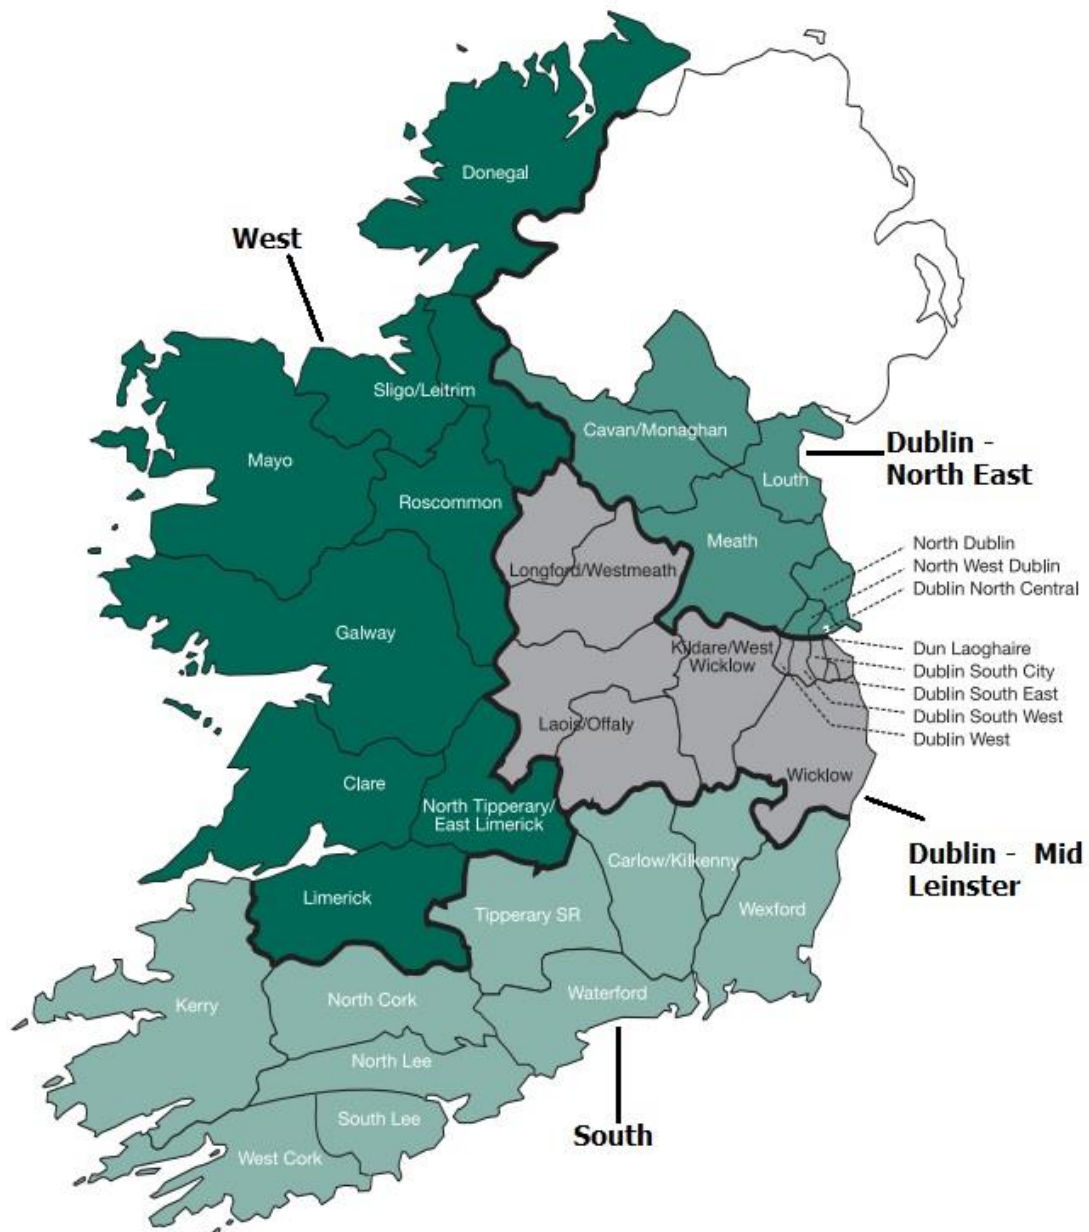 Donegal
West
Sligo/Leitrim
Cavan/Monaghan
Dublin -
North East
Mayo
Louth
Roscommon
Meath
North Dublin
North West Dublin
Dublin North Central
Longford/Westmeath
Galway
Kildare/West
Wicklow
Dun Laoghaire
Dublin South City
Dublin South East
Dublin South West
Dublin West
Laois/Offaly
Wicklow
Clare
North Tipperary/
East Limerick
Carlow/Kilkenny
Dublin - Mid
Leinster
Limerick
Tipperary SR
Wexford
Waterford
Kerry
North Cork
North Lee
South Lee
South
West Cork